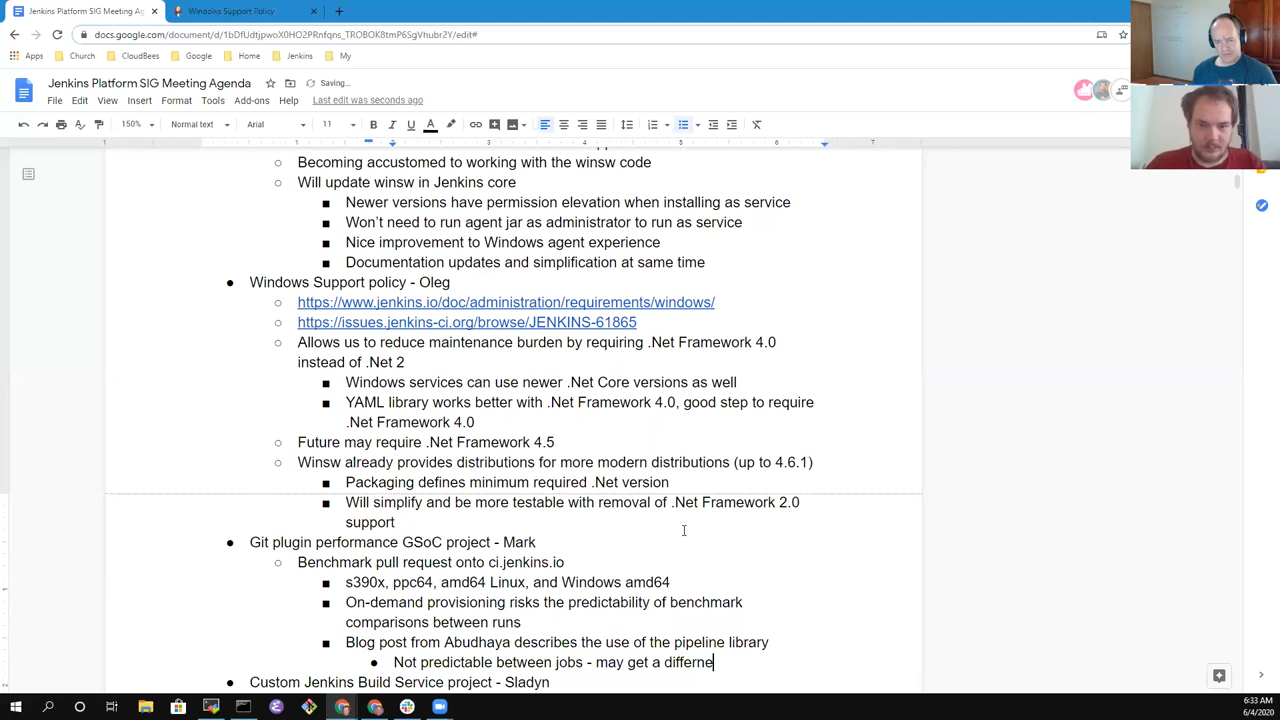 Jenkins Platform SIG Meeting Ag
Windows Support Policy
docs.google.com/document/d/1bDfUdtjpwoX0HO2PRnfqns_TROBOK8tmP6SgVhubr2Y/edit#
Apps
Church
CloudBees
Google
Home
Jenkins
My
Jenkins Platform SIG Meeting Agenda
Saving...
File Edit View Insert Format Tools Add-ons Help Last edit was seconds ago
150% Normal text Arial 11 B I U A
3 4 5 6 7
Becoming accustomed to working with the winsw code
Will update winsw in Jenkins core
Newer versions have permission elevation when installing as service
Won't need to run agent jar as administrator to run as service
Nice improvement to Windows agent experience
Documentation updates and simplification at same time
Windows Support policy - Oleg
https://www.jenkins.io/doc/administration/requirements/windows/
https://issues.jenkins-ci.org/browse/JENKINS-61865
Allows us to reduce maintenance burden by requiring .Net Framework 4.0
instead of .Net 2
Windows services can use newer .Net Core versions as well
YAML library works better with .Net Framework 4.0, good step to require
.Net Framework 4.0
Future may require .Net Framework 4.5
Winsw already provides distributions for more modern distributions (up to 4.6.1)
Packaging defines minimum required .Net version
Will simplify and be more testable with removal of .Net Framework 2.0
support
Git plugin performance GSoC project - Mark
Benchmark pull request onto ci.jenkins.io
s390x, ppc64, amd64 Linux, and Windows amd64
On-demand provisioning risks the predictability of benchmark
comparisons between runs
Blog post from Abudhaya describes the use of the pipeline library
Not predictable between jobs - may get a differne
Custom Jenkins Build Service project - Sladyn
6:33 AM
6/4/2020